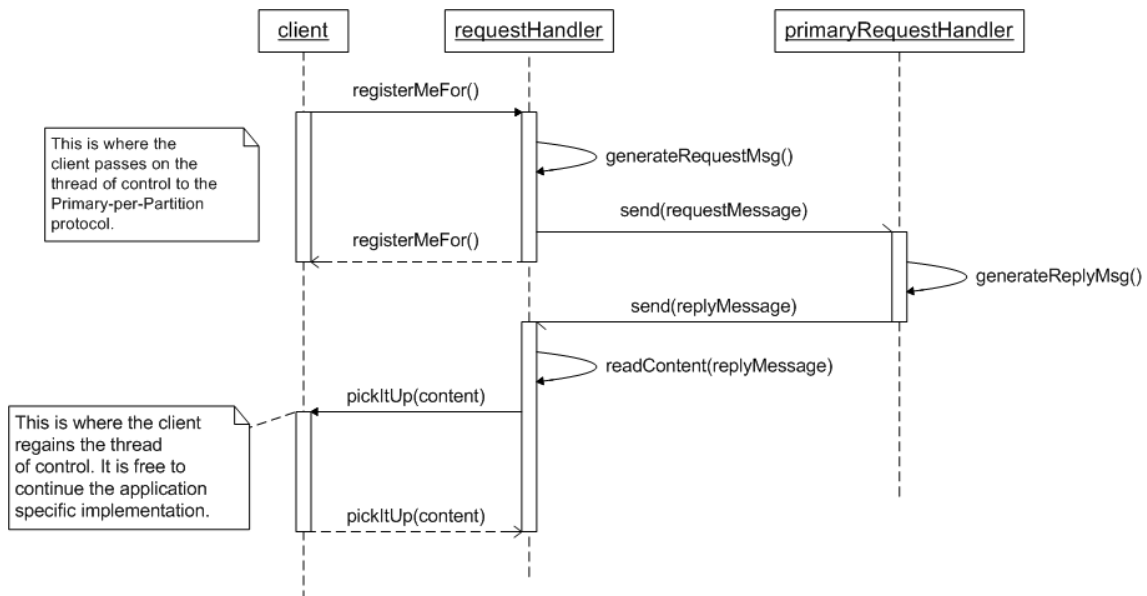 client
requestHandler
primaryRequestHandler
registerMeFor()
This is where the
client passes on the
thread of control to the
Primary-per-Partition
protocol.
generateRequestMsg()
send(requestMessage)
registerMeFor()
generateReplyMsg()
send(replyMessage)
readContent(replyMessage)
pickItUp(content)
This is where the client
regains the thread
of control. It is free to
continue the application
specific implementation.
pickItUp(content)